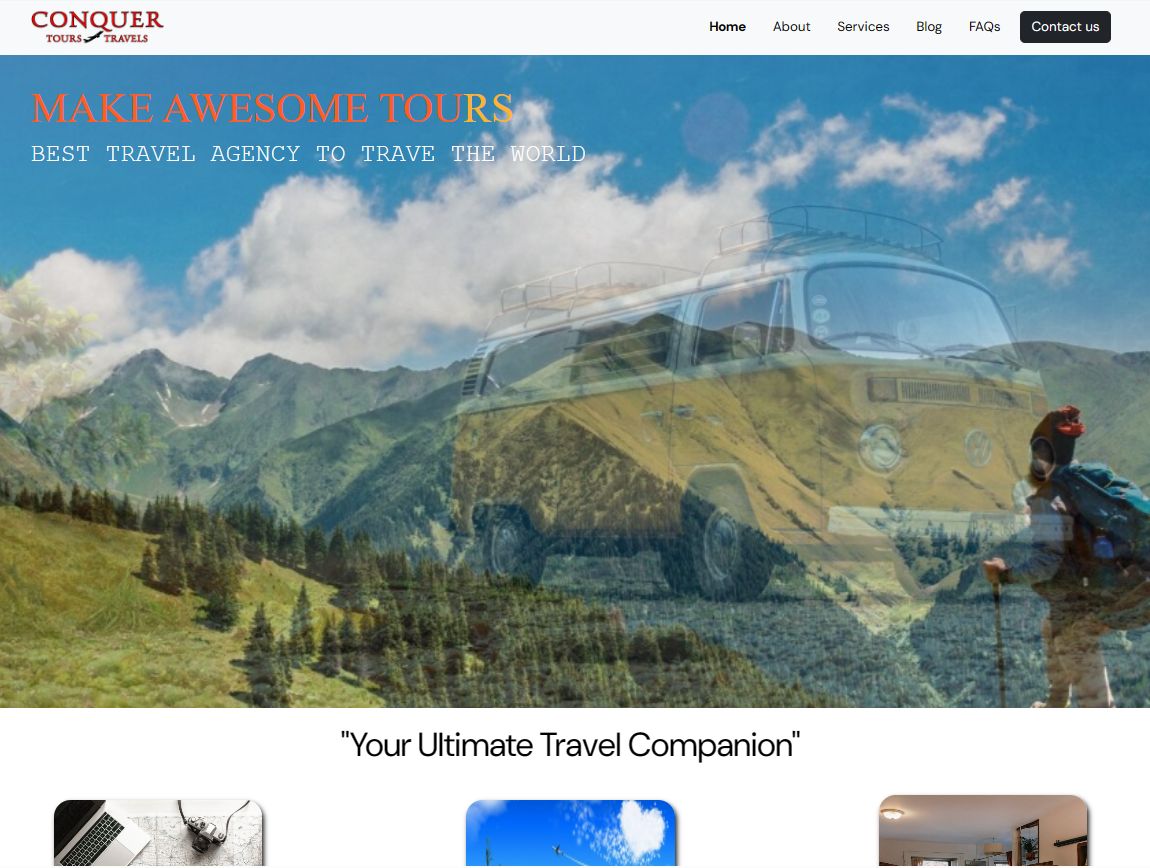 CONQUER
TOURS TRAVELS
Home About Services Blog FAQs Contact us
MAKE AWESOME TOURS
BEST TRAVEL AGENCY TO TRAVE THE WORLD
"Your Ultimate Travel Companion"